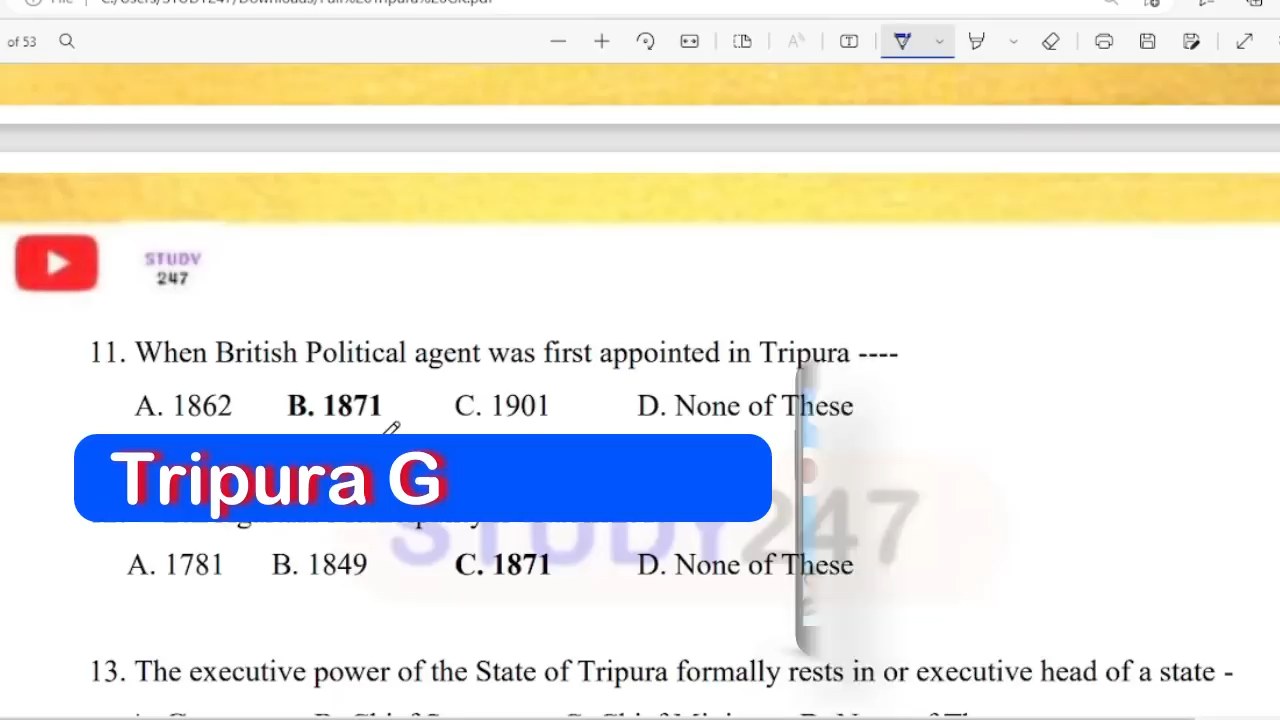 of 53
STUDY
247
11. When British Political agent was first appointed in Tripura ----
A. 1862 B. 1871 C. 1901 D. None of These
Tripura G
STUDY247
A. 1781 B. 1849 C. 1871 D. None of These
13. The executive power of the State of Tripura formally rests in or executive head of a state -